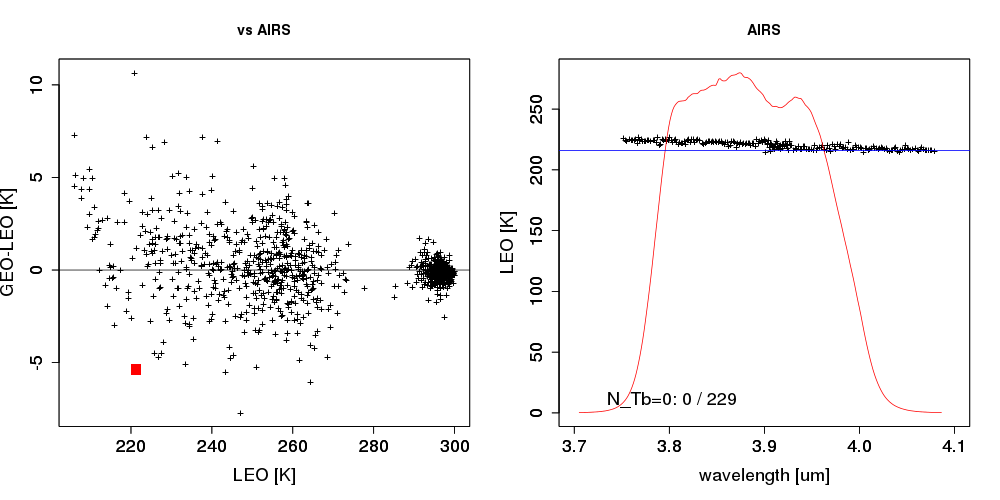 vs AIRS
10
5
0
-5
GEO-LEO [K]
220 240 260 280 300
LEO [K]
AIRS
250
200
150
100
50
0
LEO [K]
N_Tb=0: 0 / 229
3.7 3.8 3.9 4.0 4.1
wavelength [um]